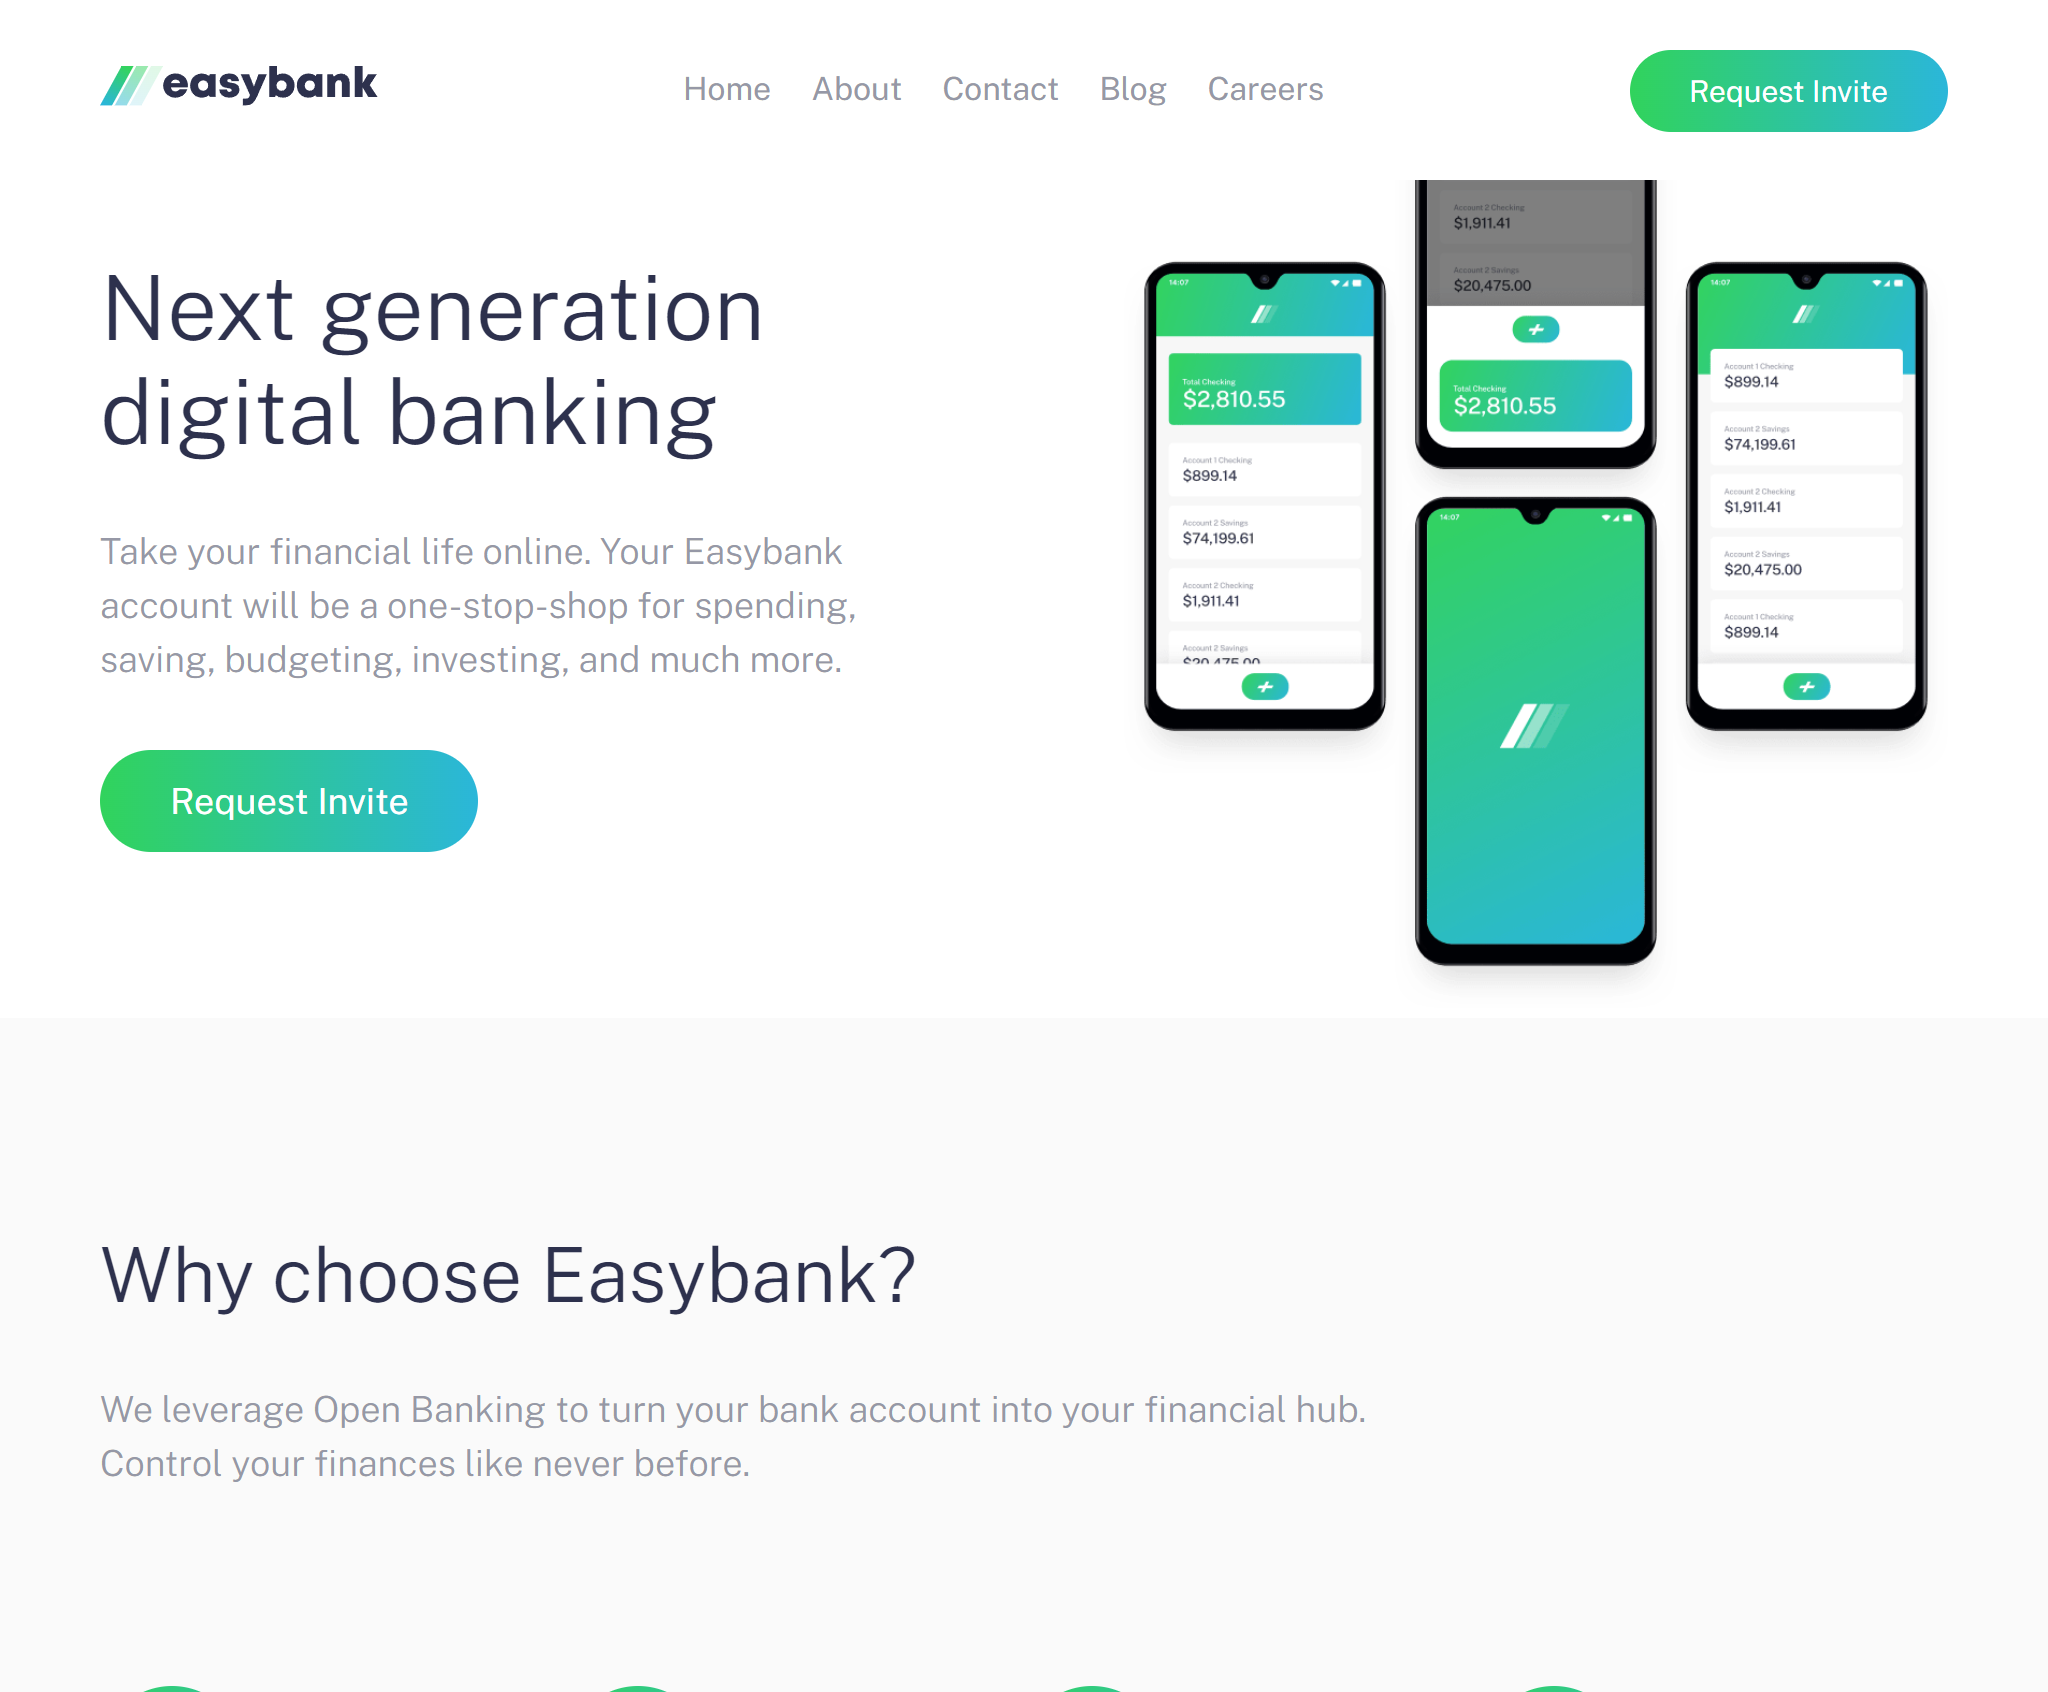 easybank
Home About Contact Blog Careers
Request Invite
Next generation
digital banking
Take your financial life online. Your Easybank
account will be a one-stop-shop for spending,
saving, budgeting, investing, and much more.
Request Invite
14:07
Total Checking
$2,810.55
Account 1 Checking
$899.14
Account 2 Savings
$74,199.61
Account 2 Checking
$1,911.41
Account 2 Savings
$20,475.00
Account 2 Checking
$1,911.41
Account 2 Savings
$20,475.00
Total Checking
$2,810.55
14:07
14:07
Account 1 Checking
$899.14
Account 2 Savings
$74,199.61
Account 2 Checking
$1,911.41
Account 2 Savings
$20,475.00
Account 1 Checking
$899.14
Why choose Easybank?
We leverage Open Banking to turn your bank account into your financial hub.
Control your finances like never before.